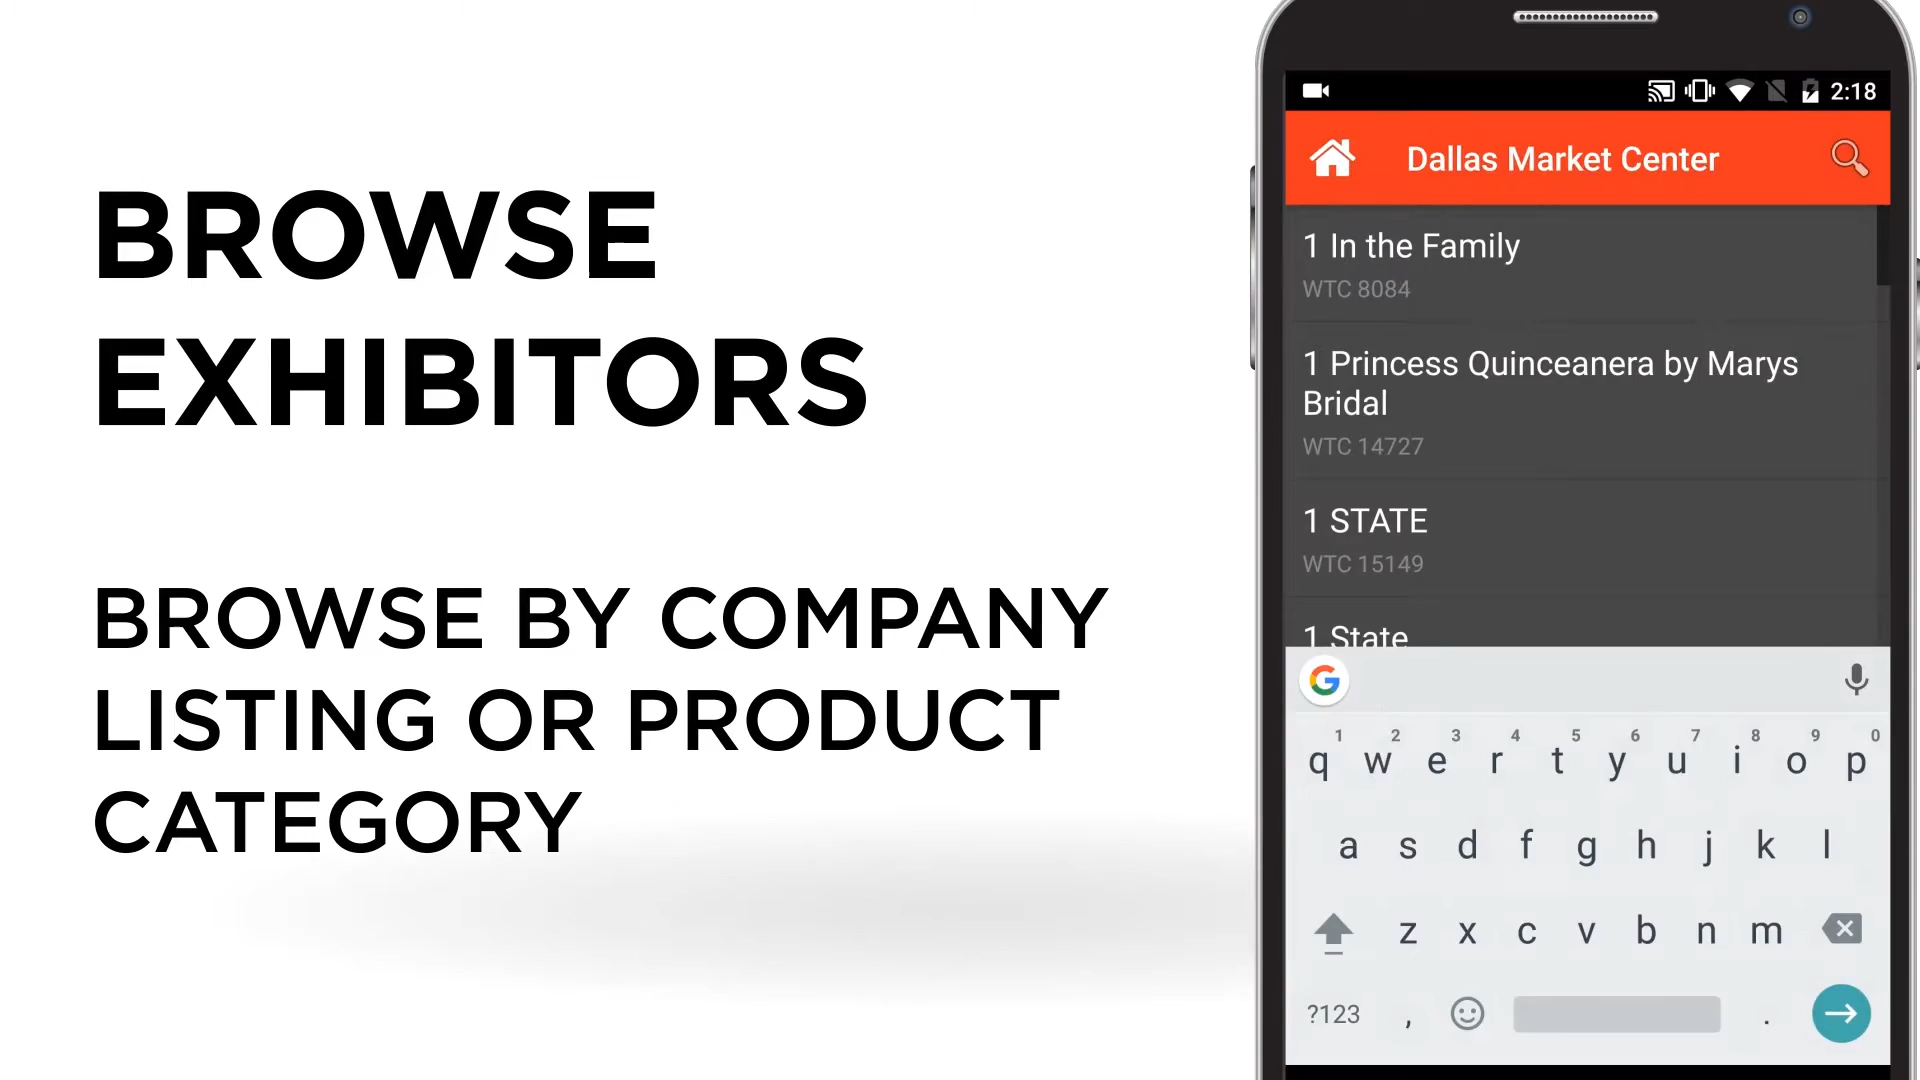 BROWSE
EXHIBITORS
BROWSE BY COMPANY
LISTING OR PRODUCT
CATEGORY
2:18
Dallas Market Center
1 In the Family
WTC 8084
1 Princess Quinceanera by Marys
Bridal
WTC 14727
1 STATE
WTC 15149
1 State
G
1 2 3 4 5 6 7 8 9 0
q w e r t y u i o p
a s d f g h j k l
z x c v b n m
?123 , .